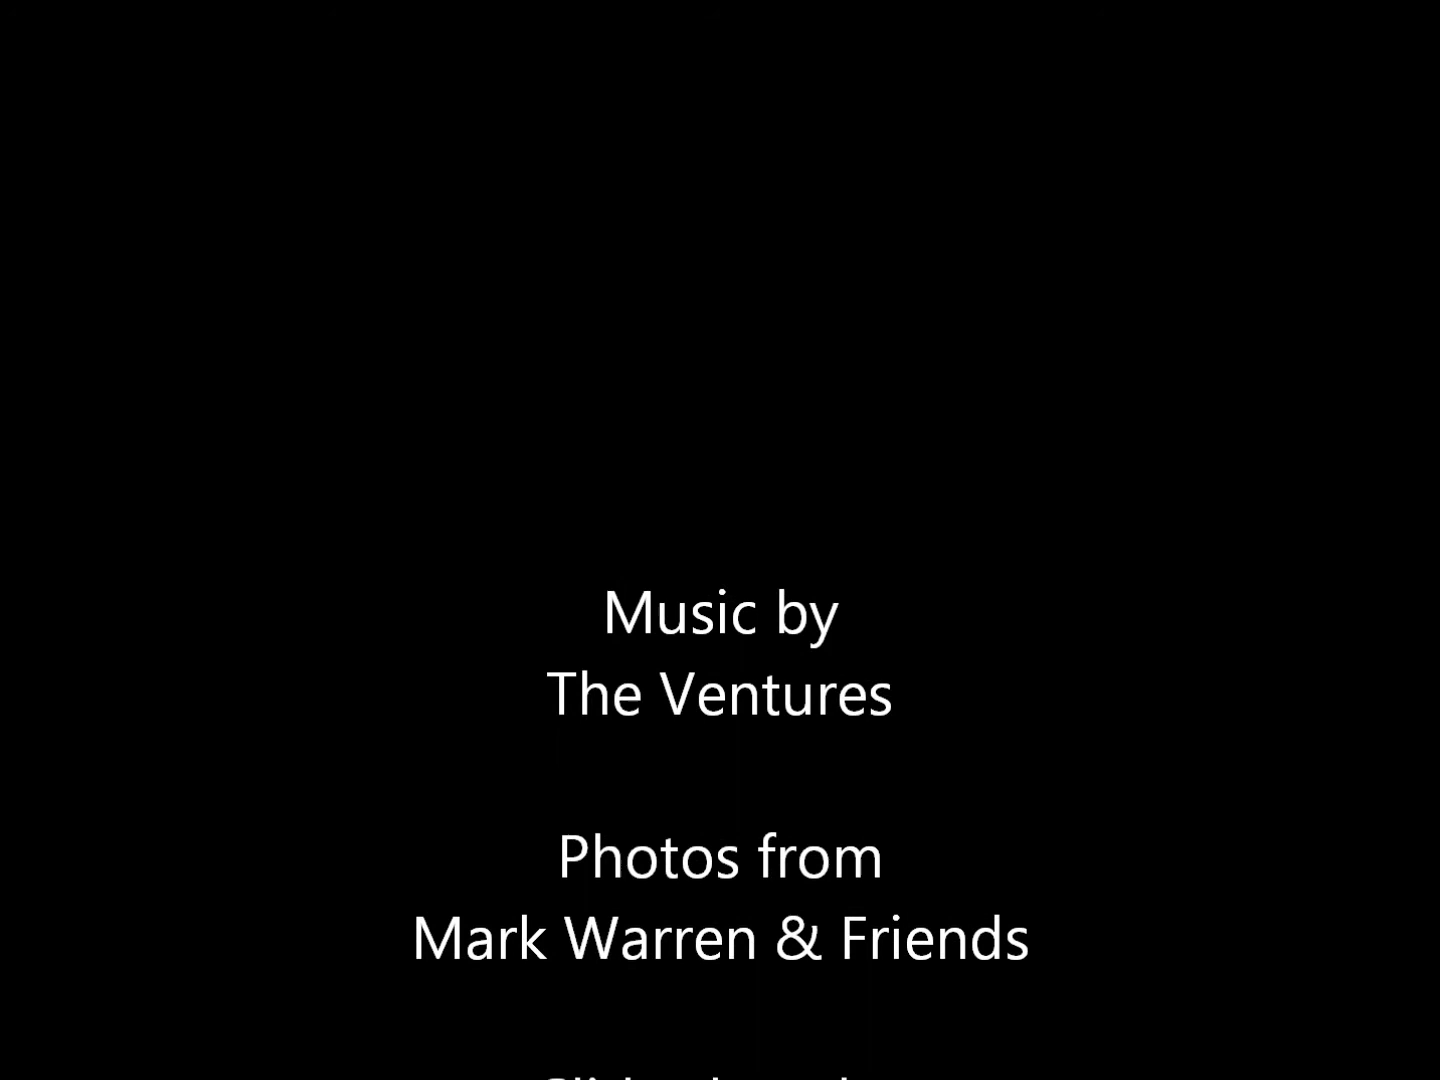 Music by
The Ventures
Photos from
Mark Warren & Friends